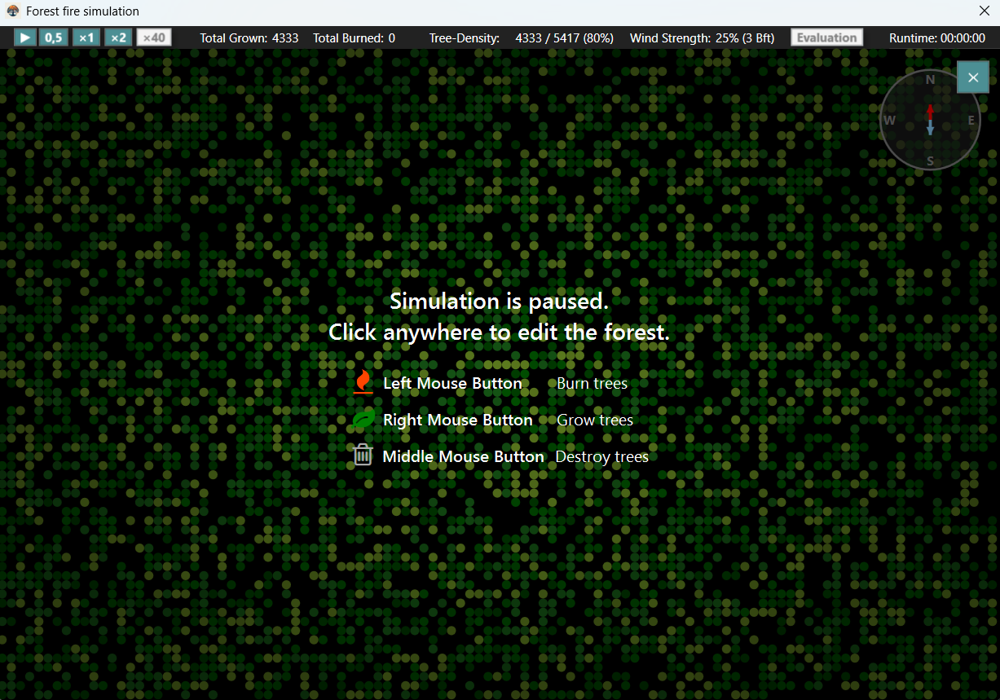 Forest fire simulation
0,5 ×1 ×2 ×40 Total Grown: 4333 Total Burned: 0 Tree-Density: 4333 / 5417 (80%) Wind Strength: 25% (3 Bft) Evaluation Runtime: 00:00:00
N
W E
S
Simulation is paused.
Click anywhere to edit the forest.
Left Mouse Button Burn trees
Right Mouse Button Grow trees
Middle Mouse Button Destroy trees